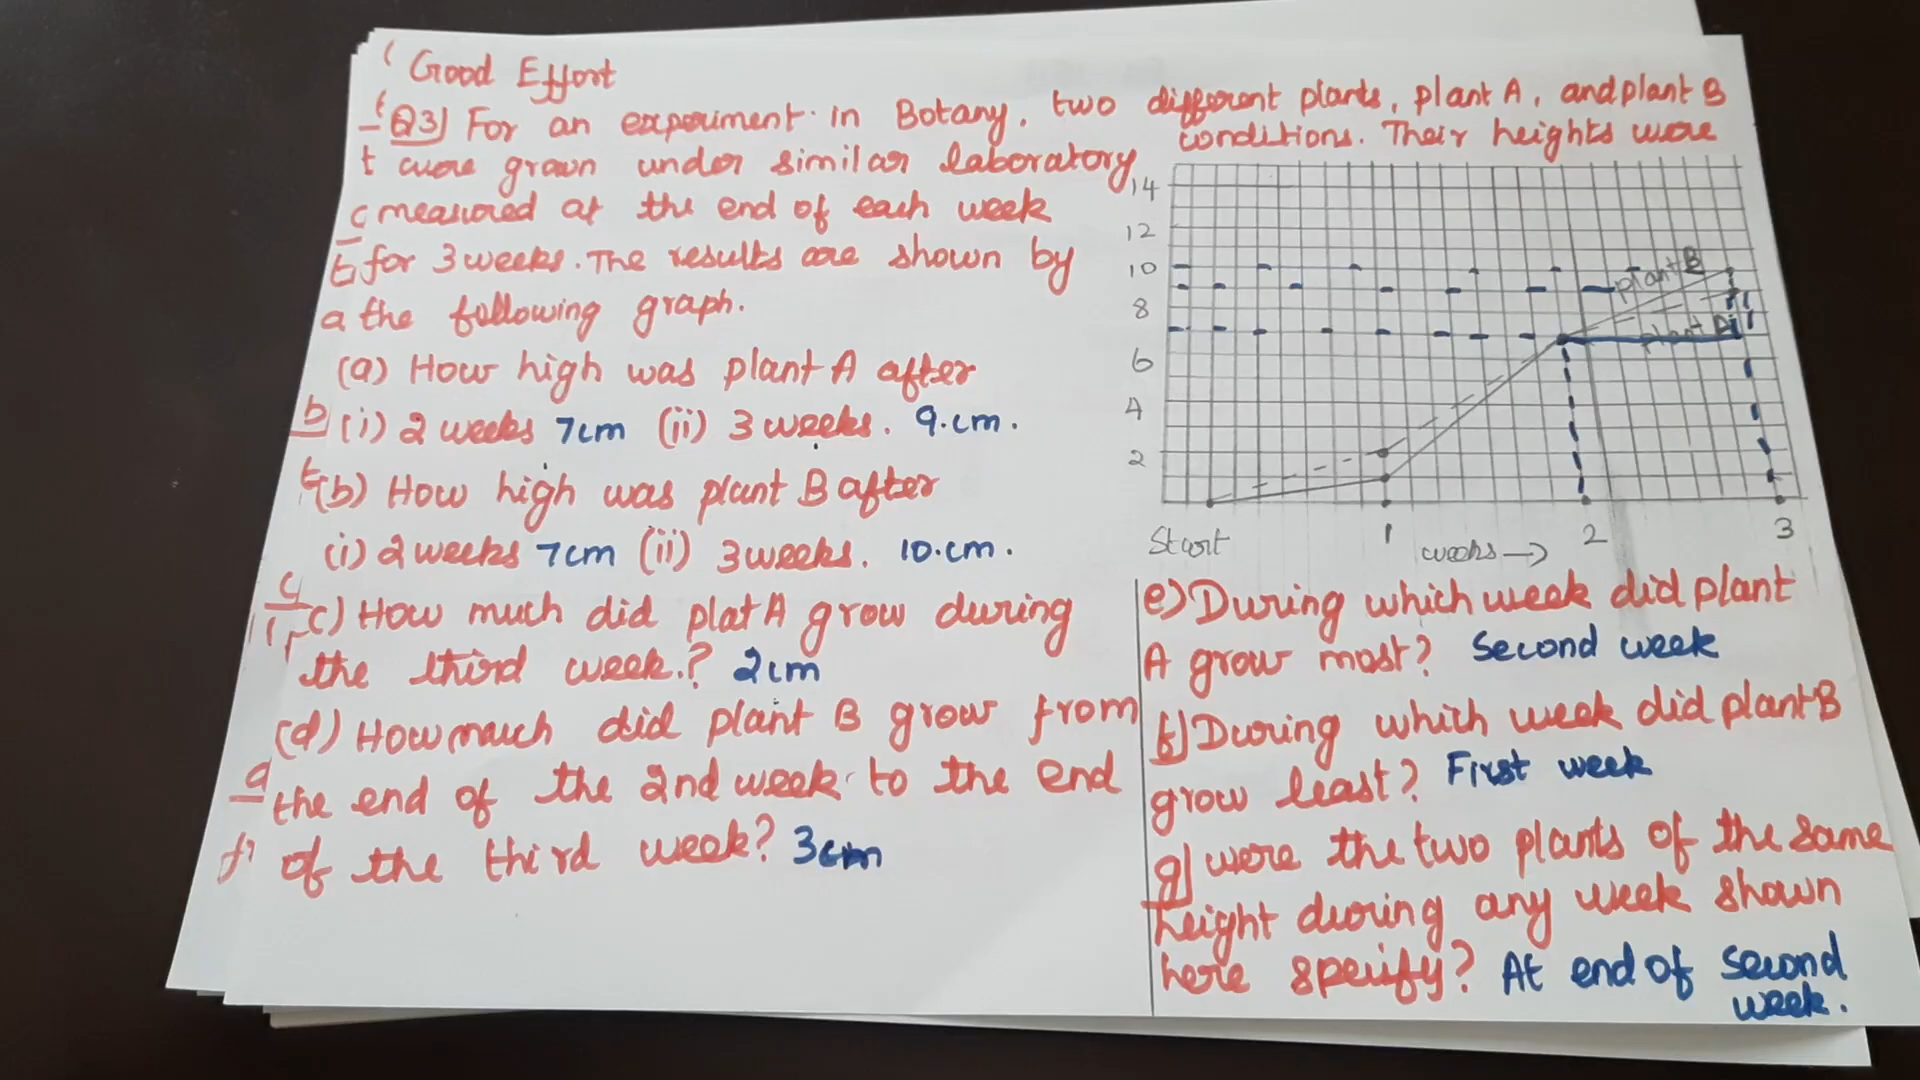 Good Effort
Q3) For an experiment in Botany, two different plants, plant A, and plant B
were grown under similar laboratory conditions. Their heights were
measured at the end of each week
for 3 weeks. The results are shown by
the following graph.
(a) How high was plant A after
(i) 2 weeks 7cm (ii) 3 weeks. 9.cm.
(b) How high was plant B after
(i) 2 weeks 7cm (ii) 3 weeks. 10.cm.
(c) How much did plat A grow during
the third week.? 2cm
(d) How much did plant B grow from
the end of the 2nd week to the end
of the third week? 3cm
14
12
10
8
6
4
2
plant B
plant A
Start 1 weeks → 2 3
e) During which week did plant
A grow most? Second week
f) During which week did plant B
grow least? First week
g) were the two plants of the same
height during any week shown
here specify? At end of second
week.